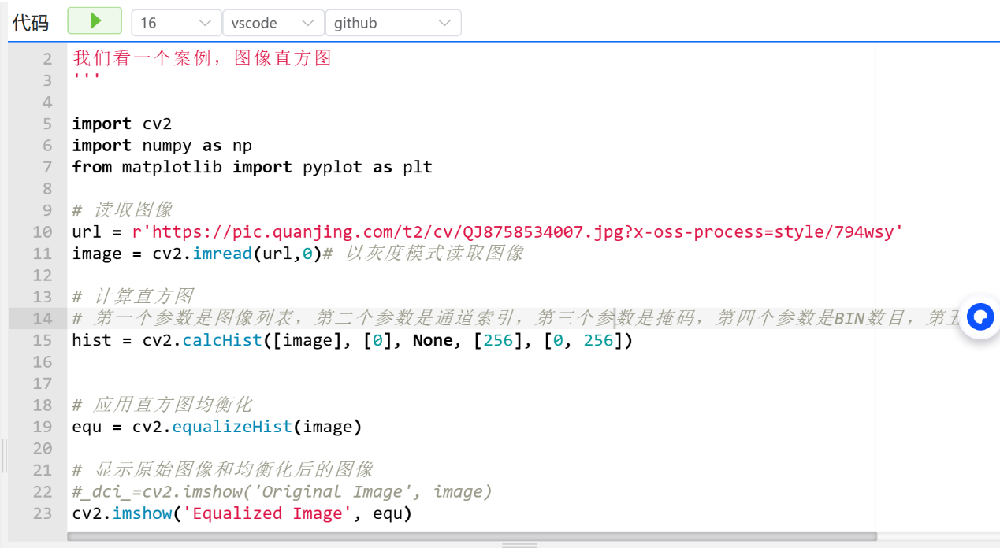 代码 16 vscode github
2 我们看一个案例，图像直方图
3 '''
4
5 import cv2
6 import numpy as np
7 from matplotlib import pyplot as plt
8
9 # 读取图像
10 url = r'https://pic.quanjing.com/t2/cv/QJ8758534007.jpg?x-oss-process=style/794wsy'
11 image = cv2.imread(url,0)# 以灰度模式读取图像
12
13 # 计算直方图
14 # 第一个参数是图像列表，第二个参数是通道索引，第三个参数是掩码，第四个参数是BIN数目，第
15 hist = cv2.calcHist([image], [0], None, [256], [0, 256])
16
17
18 # 应用直方图均衡化
19 equ = cv2.equalizeHist(image)
20
21 # 显示原始图像和均衡化后的图像
22 #_dci_=cv2.imshow('Original Image', image)
23 cv2.imshow('Equalized Image', equ)